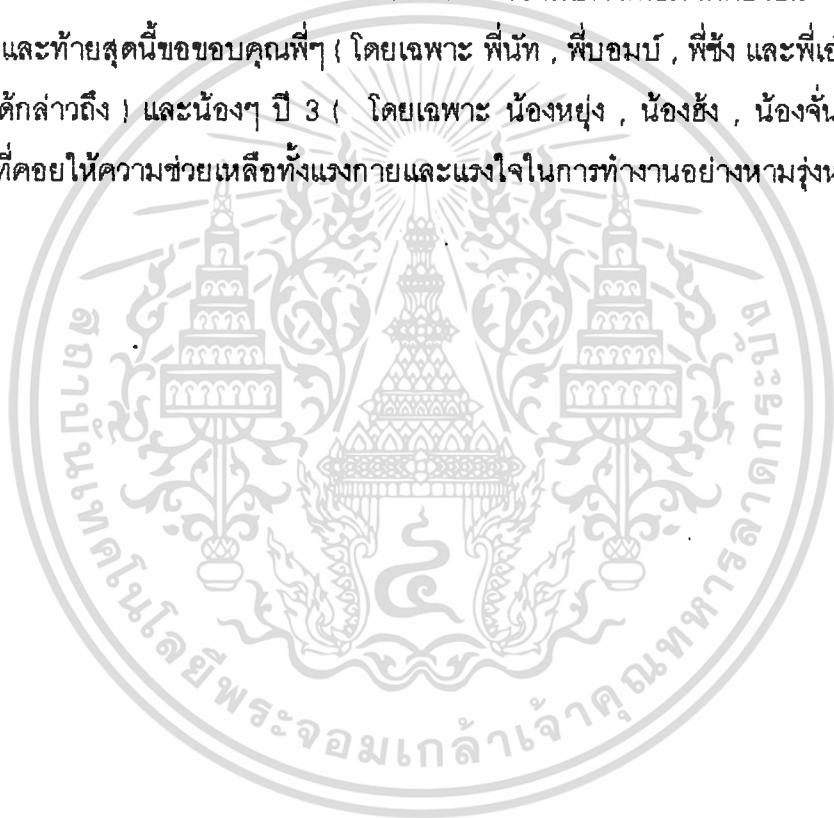 และท้ายสุดนี้ขอขอบคุณพี่ๆ ( โดยเฉพาะ พี่นัท , พี่บอมบ์ , พี่ซัง และพี่
ด้กล่าวถึง ) และน้องๆ ปี 3 ( โดยเฉพาะ น้องหยุ่ง , น้องฮัง , น้องจั่น
ที่คอยให้ความช่วยเหลือทั้งแรงกายและแรงใจในการทำงานอย่างหามรุ่งห
สถาบันเทคโนโลยีพระจอมเกล้าเจ้าคุณทหารลาดกระบัง